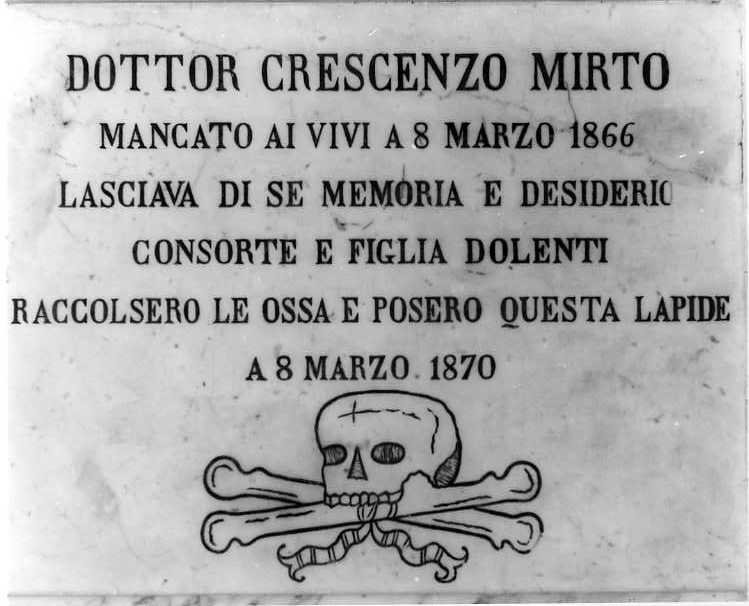 DOTTOR CRESCENZO MIRTO
MANCATO AI VIVI A 8 MARZO 1866
LASCIAVA DI SE MEMORIA E DESIDERIO
CONSORTE E FIGLIA DOLENTI
RACCOLSERO LE OSSA E POSERO QUESTA LAPIDE
A 8 MARZO 1870